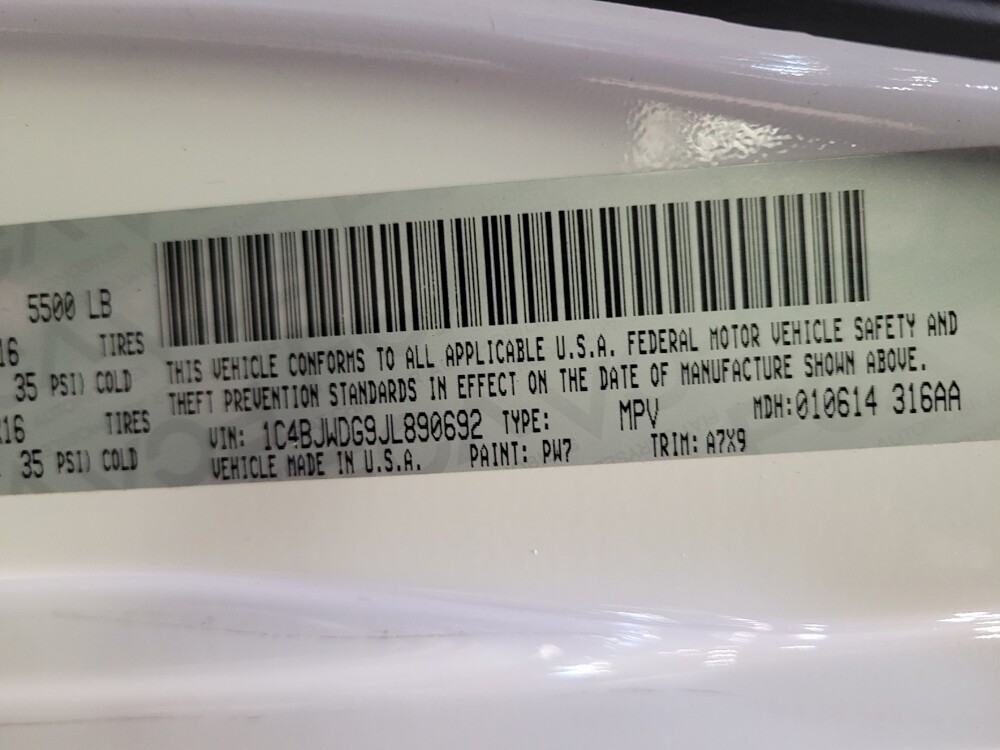 5500 LB
16 TIRES
35 PSI) COLD
16 TIRES
35 PSI) COLD
THIS VEHICLE CONFORMS TO ALL APPLICABLE U.S.A. FEDERAL MOTOR VEHICLE SAFETY AND
THEFT PREVENTION STANDARDS IN EFFECT ON THE DATE OF MANUFACTURE SHOWN ABOVE.
VIN: 1C4BJWDG9JL890692 TYPE: MPV MDH:010614 316AA
VEHICLE MADE IN U.S.A. PAINT: PW7 TRIM: A7X9